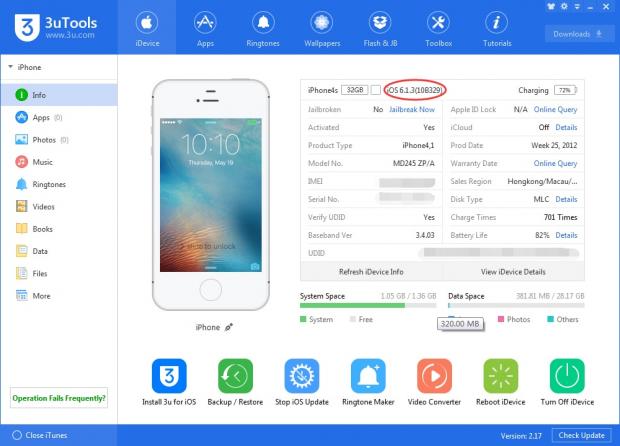 3uTools
www.3u.com
iDevice
Apps
Ringtones
Wallpapers
Flash & JB
Toolbox
Tutorials
Downloads
iPhone
Info
Apps (0)
Photos (0)
Music
Ringtones
Videos
Books
Data
Files
More
Operation Fails Frequently?
Close iTunes
10:15
Thursday, May 19
slide to unlock
iPhone
iPhone4s 32GB iOS 6.1.3(10B329) Charging 72%
Jailbroken No Jailbreak Now Apple ID Lock N/A Online Query
Activated Yes iCloud Off Details
Product Type iPhone4,1 Prod Date Week 25, 2012
Model No. MD245 ZP/A Warranty Date Online Query
IMEI Sales Region Hongkong/Macau/...
Serial No. Disk Type MLC Details
Verify UDID Yes Charge Times 701 Times
Baseband Ver 3.4.03 Battery Life 82% Details
UDID
Refresh iDevice Info View iDevice Details
System Space 1.05 GB / 1.36 GB Data Space 381.81 MB / 28.17 GB
System Free 320.00 MB Photos Others
Install 3u for iOS
Backup / Restore
Stop iOS Update
Ringtone Maker
Video Converter
Reboot iDevice
Turn Off iDevice
Version: 2.17 Check Update